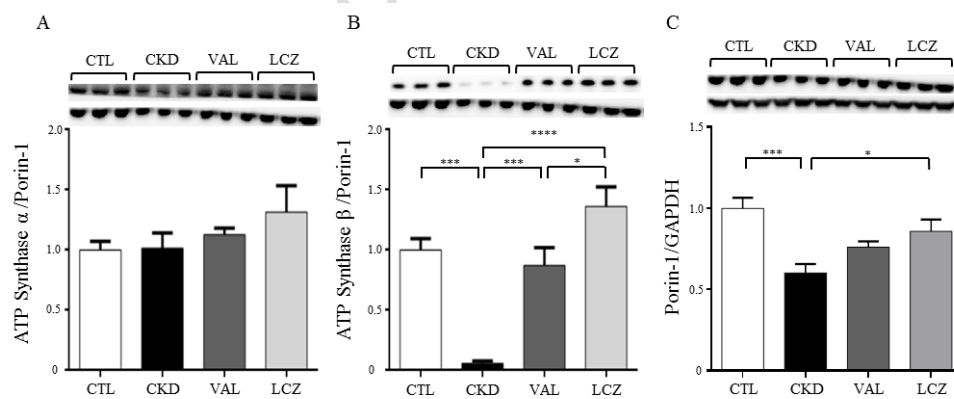 A
CTL CKD VAL LCZ
ATP Synthase α /Porin-1
2.0
1.5
1.0
0.5
0
CTL CKD VAL LCZ
B
CTL CKD VAL LCZ
ATP Synthase β /Porin-1
2.0
1.5
1.0
0.5
0
****
*** *** *
CTL CKD VAL LCZ
C
CTL CKD VAL LCZ
Porin-1/GAPDH
1.5
1.0
0.5
0
*** *
CTL CKD VAL LCZ